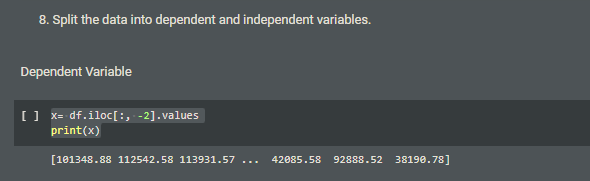 8. Split the data into dependent and independent variables.
Dependent Variable
[ ] x= df.iloc[:, -2].values
print(x)
[101348.88 112542.58 113931.57 ... 42085.58 92888.52 38190.78]